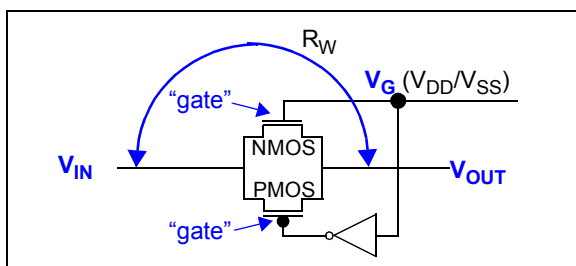 R_W
V_G (V_DD/V_SS)
“gate”
NMOS
V_IN
V_OUT
PMOS
“gate”